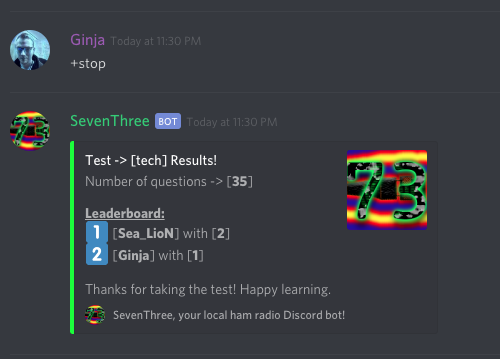 Ginja Today at 11:30 PM
+stop
73
SevenThree BOT Today at 11:30 PM
Test -> [tech] Results!
Number of questions -> [35]
73
Leaderboard:
1 [Sea_LioN] with [2]
2 [Ginja] with [1]
Thanks for taking the test! Happy learning.
73 SevenThree, your local ham radio Discord bot!